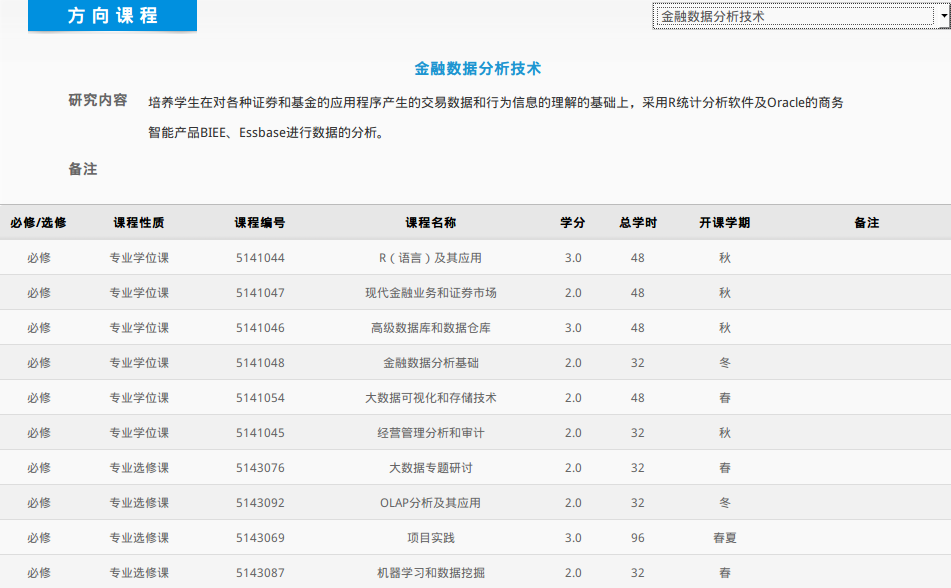 方向课程
金融数据分析技术
金融数据分析技术
研究内容 培养学生在对各种证券和基金的应用程序产生的交易数据和行为信息的理解的基础上，采用R统计分析软件及Oracle的商务
智能产品BIEE、Essbase进行数据的分析。
备注
必修/选修 课程性质 课程编号 课程名称 学分 总学时 开课学期 备注
必修 专业学位课 5141044 R（语言）及其应用 3.0 48 秋
必修 专业学位课 5141047 现代金融业务和证券市场 2.0 48 秋
必修 专业学位课 5141046 高级数据库和数据仓库 3.0 48 秋
必修 专业学位课 5141048 金融数据分析基础 2.0 32 冬
必修 专业学位课 5141054 大数据可视化和存储技术 2.0 48 春
必修 专业学位课 5141045 经营管理分析和审计 2.0 32 秋
必修 专业选修课 5143076 大数据专题研讨 2.0 32 春
必修 专业选修课 5143092 OLAP分析及其应用 2.0 32 冬
必修 专业选修课 5143069 项目实践 3.0 96 春夏
必修 专业选修课 5143087 机器学习和数据挖掘 2.0 32 春